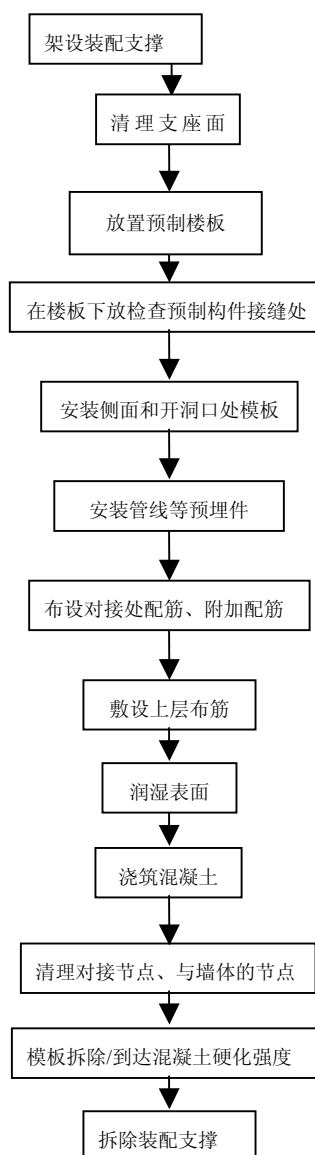 架设装配支撑
清理支座面
放置预制楼板
在楼板下放检查预制构件接缝处
安装侧面和开洞口处模板
安装管线等预埋件
布设对接处配筋、附加配筋
敷设上层布筋
润湿表面
浇筑混凝土
清理对接节点、与墙体的节点
模板拆除/到达混凝土硬化强度
拆除装配支撑